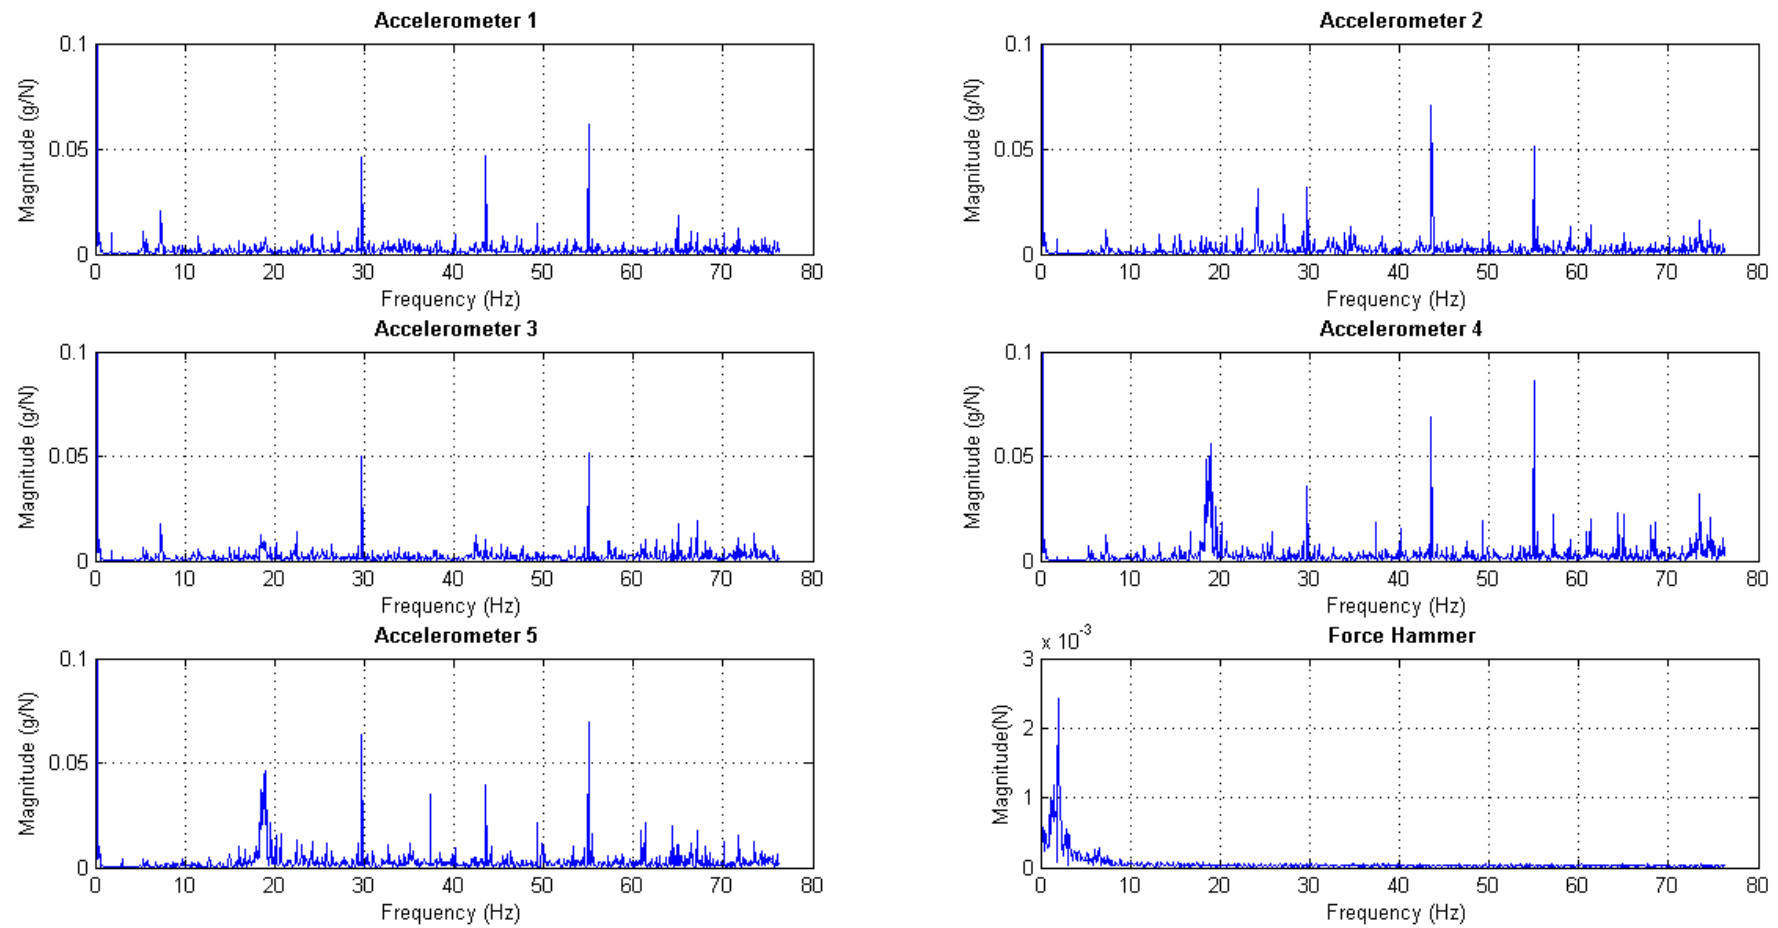 Accelerometer 1
0.1
0.05
0
Magnitude (g/N)
0 10 20 30 40 50 60 70 80
Frequency (Hz)
Accelerometer 2
0.1
0.05
0
Magnitude (g/N)
0 10 20 30 40 50 60 70 80
Frequency (Hz)
Accelerometer 3
0.1
0.05
0
Magnitude (g/N)
0 10 20 30 40 50 60 70 80
Frequency (Hz)
Accelerometer 4
0.1
0.05
0
Magnitude (g/N)
0 10 20 30 40 50 60 70 80
Frequency (Hz)
Accelerometer 5
0.1
0.05
0
Magnitude (g/N)
0 10 20 30 40 50 60 70 80
Frequency (Hz)
Force Hammer
x 10^-3
3
2
1
0
Magnitude(N)
0 10 20 30 40 50 60 70 80
Frequency (Hz)